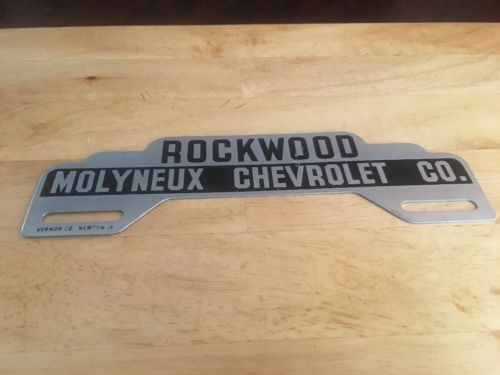 ROCKWOOD
MOLYNEUX CHEVROLET CO.
VERNON CO. NEWTON, IA.